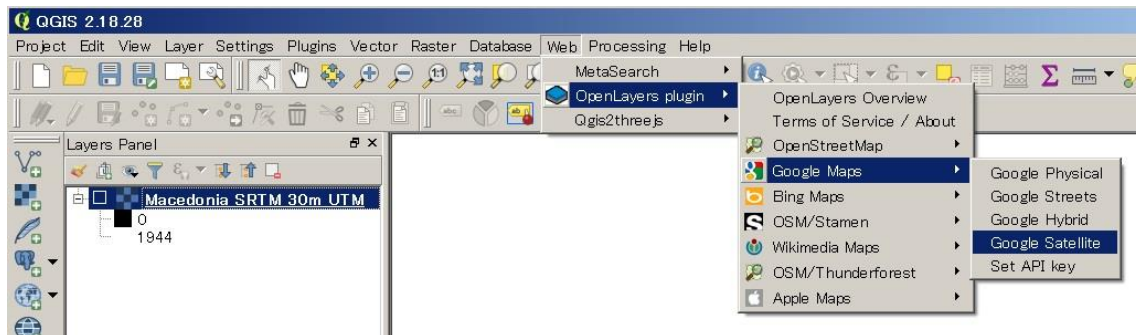 QGIS 2.18.28
Project Edit View Layer Settings Plugins Vector Raster Database Web Processing Help
MetaSearch
OpenLayers plugin
Qgis2threejs
OpenLayers Overview
Terms of Service / About
OpenStreetMap
Google Maps
Bing Maps
OSM/Stamen
Wikimedia Maps
OSM/Thunderforest
Apple Maps
Google Physical
Google Streets
Google Hybrid
Google Satellite
Set API key
Layers Panel
Macedonia SRTM 30m UTM
0
1944